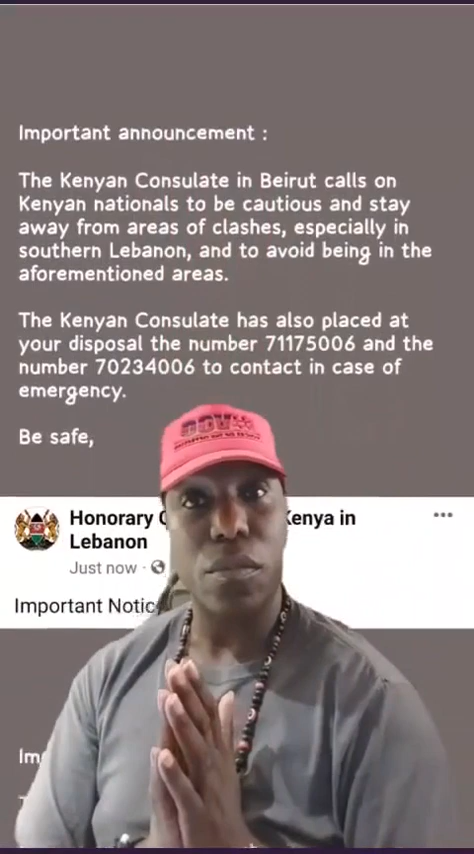 Important announcement :
The Kenyan Consulate in Beirut calls on
Kenyan nationals to be cautious and stay
away from areas of clashes, especially in
southern Lebanon, and to avoid being in the
aforementioned areas.
The Kenyan Consulate has also placed at
your disposal the number 71175006 and the
number 70234006 to contact in case of
emergency.
Be safe,
Honorary C Kenya in
Lebanon
Just now ·
Important Notic
Im